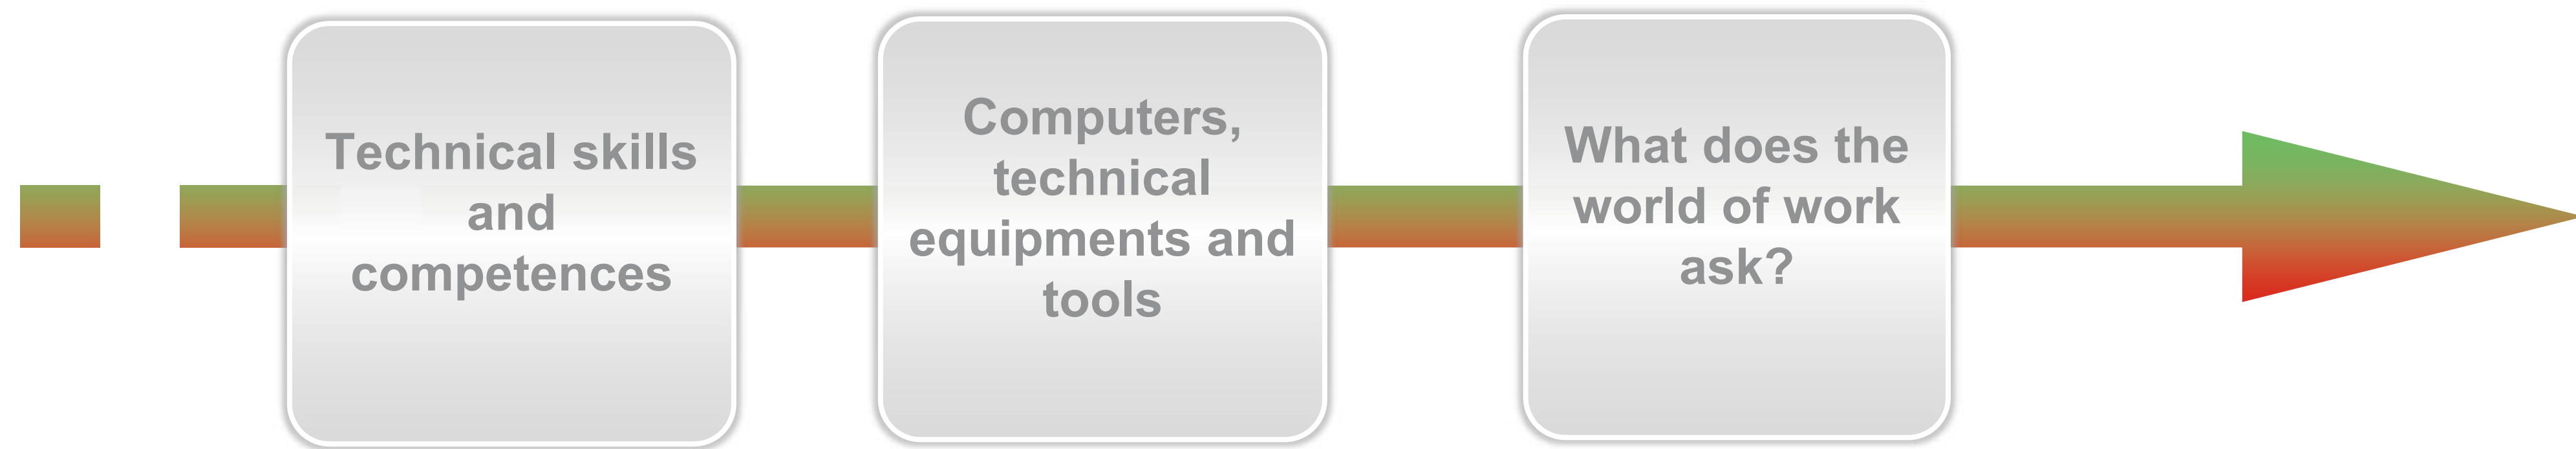 Technical skills
and
competences
Computers,
technical
equipments and
tools
What does the
world of work
ask?